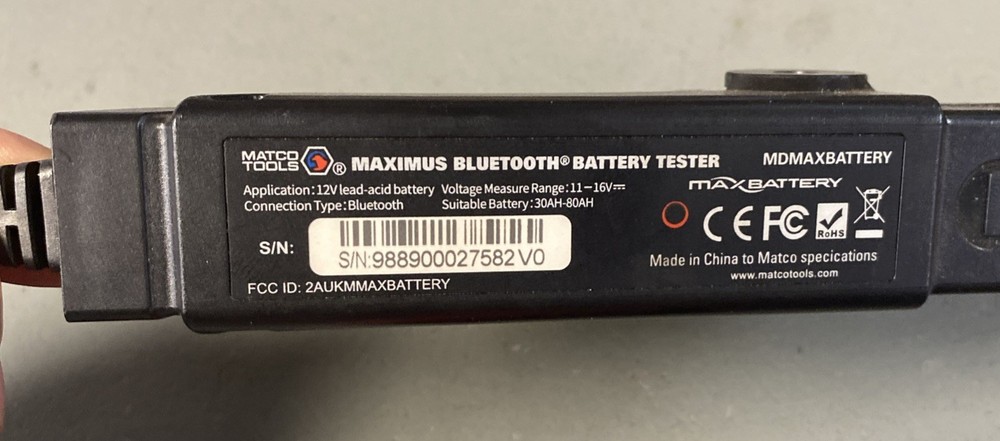 MATCO TOOLS ® MAXIMUS BLUETOOTH® BATTERY TESTER MDMAXBATTERY
Application: 12V lead-acid battery Voltage Measure Range: 11-16V⎓
Connection Type: Bluetooth Suitable Battery: 30AH-80AH
MAXBATTERY
CE FC RoHS
S/N:
S/N:988900027582 V0
Made in China to Matco specications
www.matcotools.com
FCC ID: 2AUKMMAXBATTERY